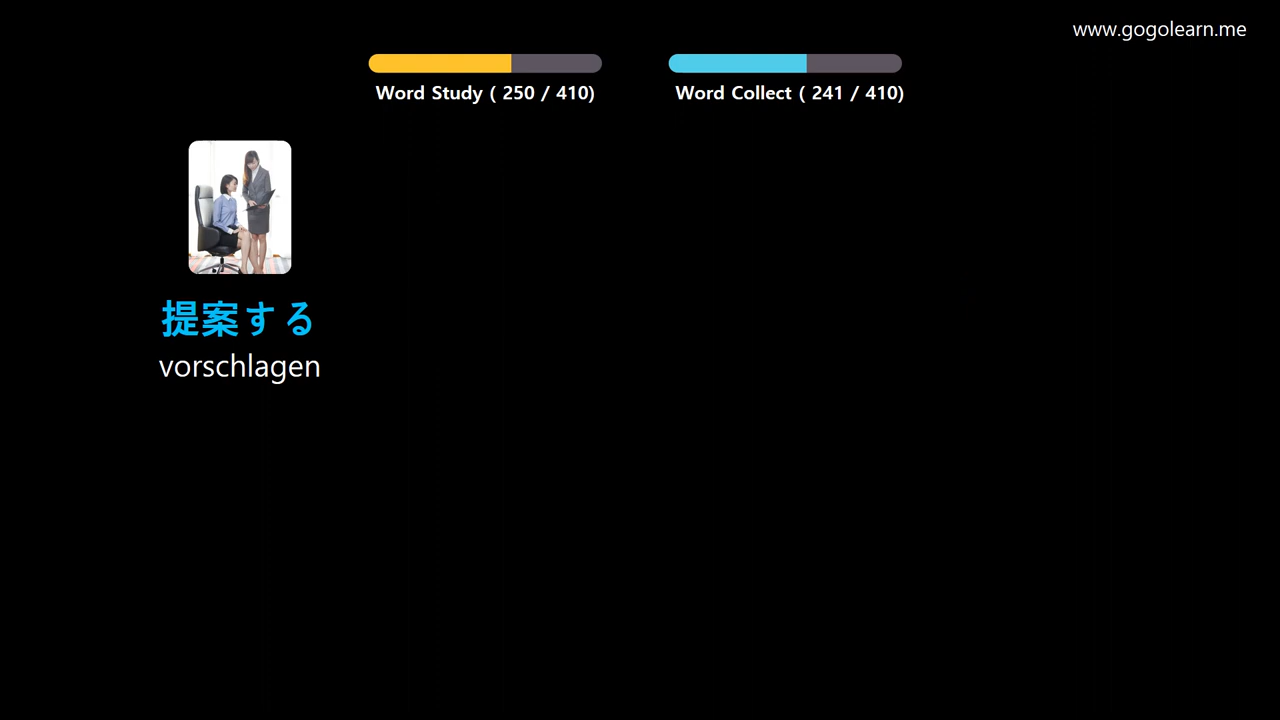 www.gogolearn.me
Word Study ( 250 / 410)
Word Collect ( 241 / 410)
提案する
vorschlagen